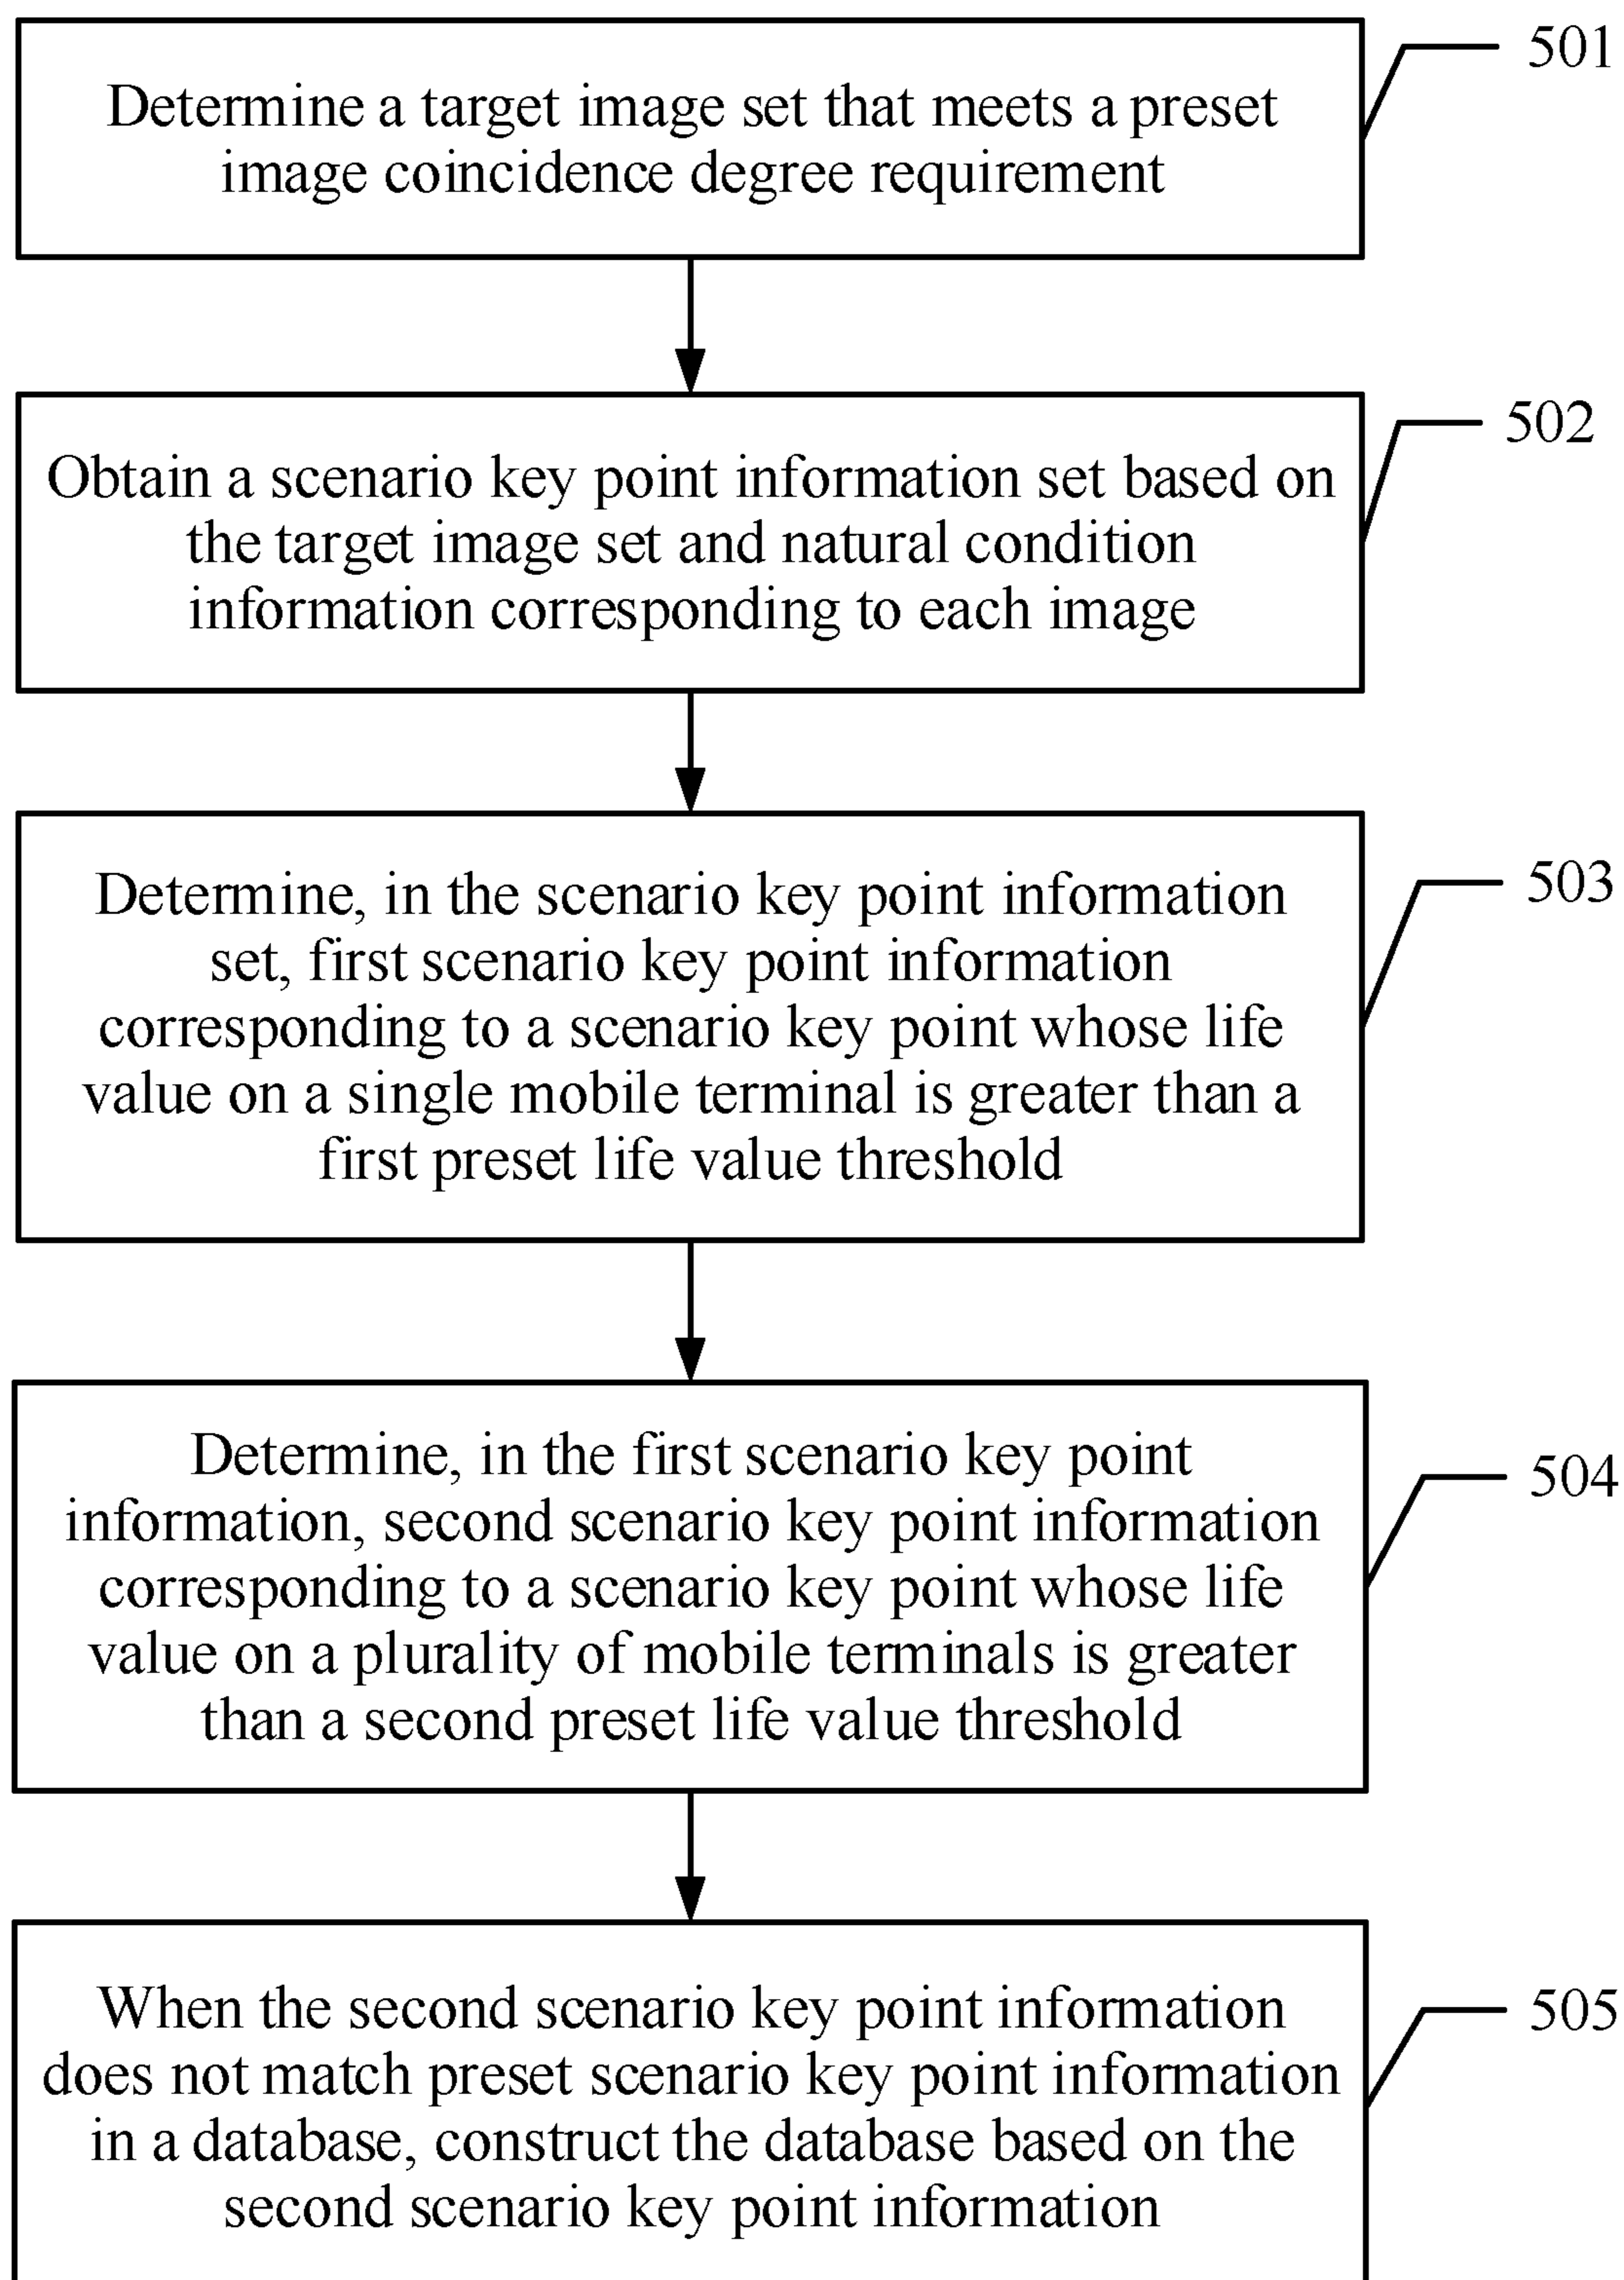 501
Determine a target image set that meets a preset
image coincidence degree requirement
502
Obtain a scenario key point information set based on
the target image set and natural condition
information corresponding to each image
503
Determine, in the scenario key point information
set, first scenario key point information
corresponding to a scenario key point whose life
value on a single mobile terminal is greater than a
first preset life value threshold
504
Determine, in the first scenario key point
information, second scenario key point information
corresponding to a scenario key point whose life
value on a plurality of mobile terminals is greater
than a second preset life value threshold
505
When the second scenario key point information
does not match preset scenario key point information
in a database, construct the database based on the
second scenario key point information